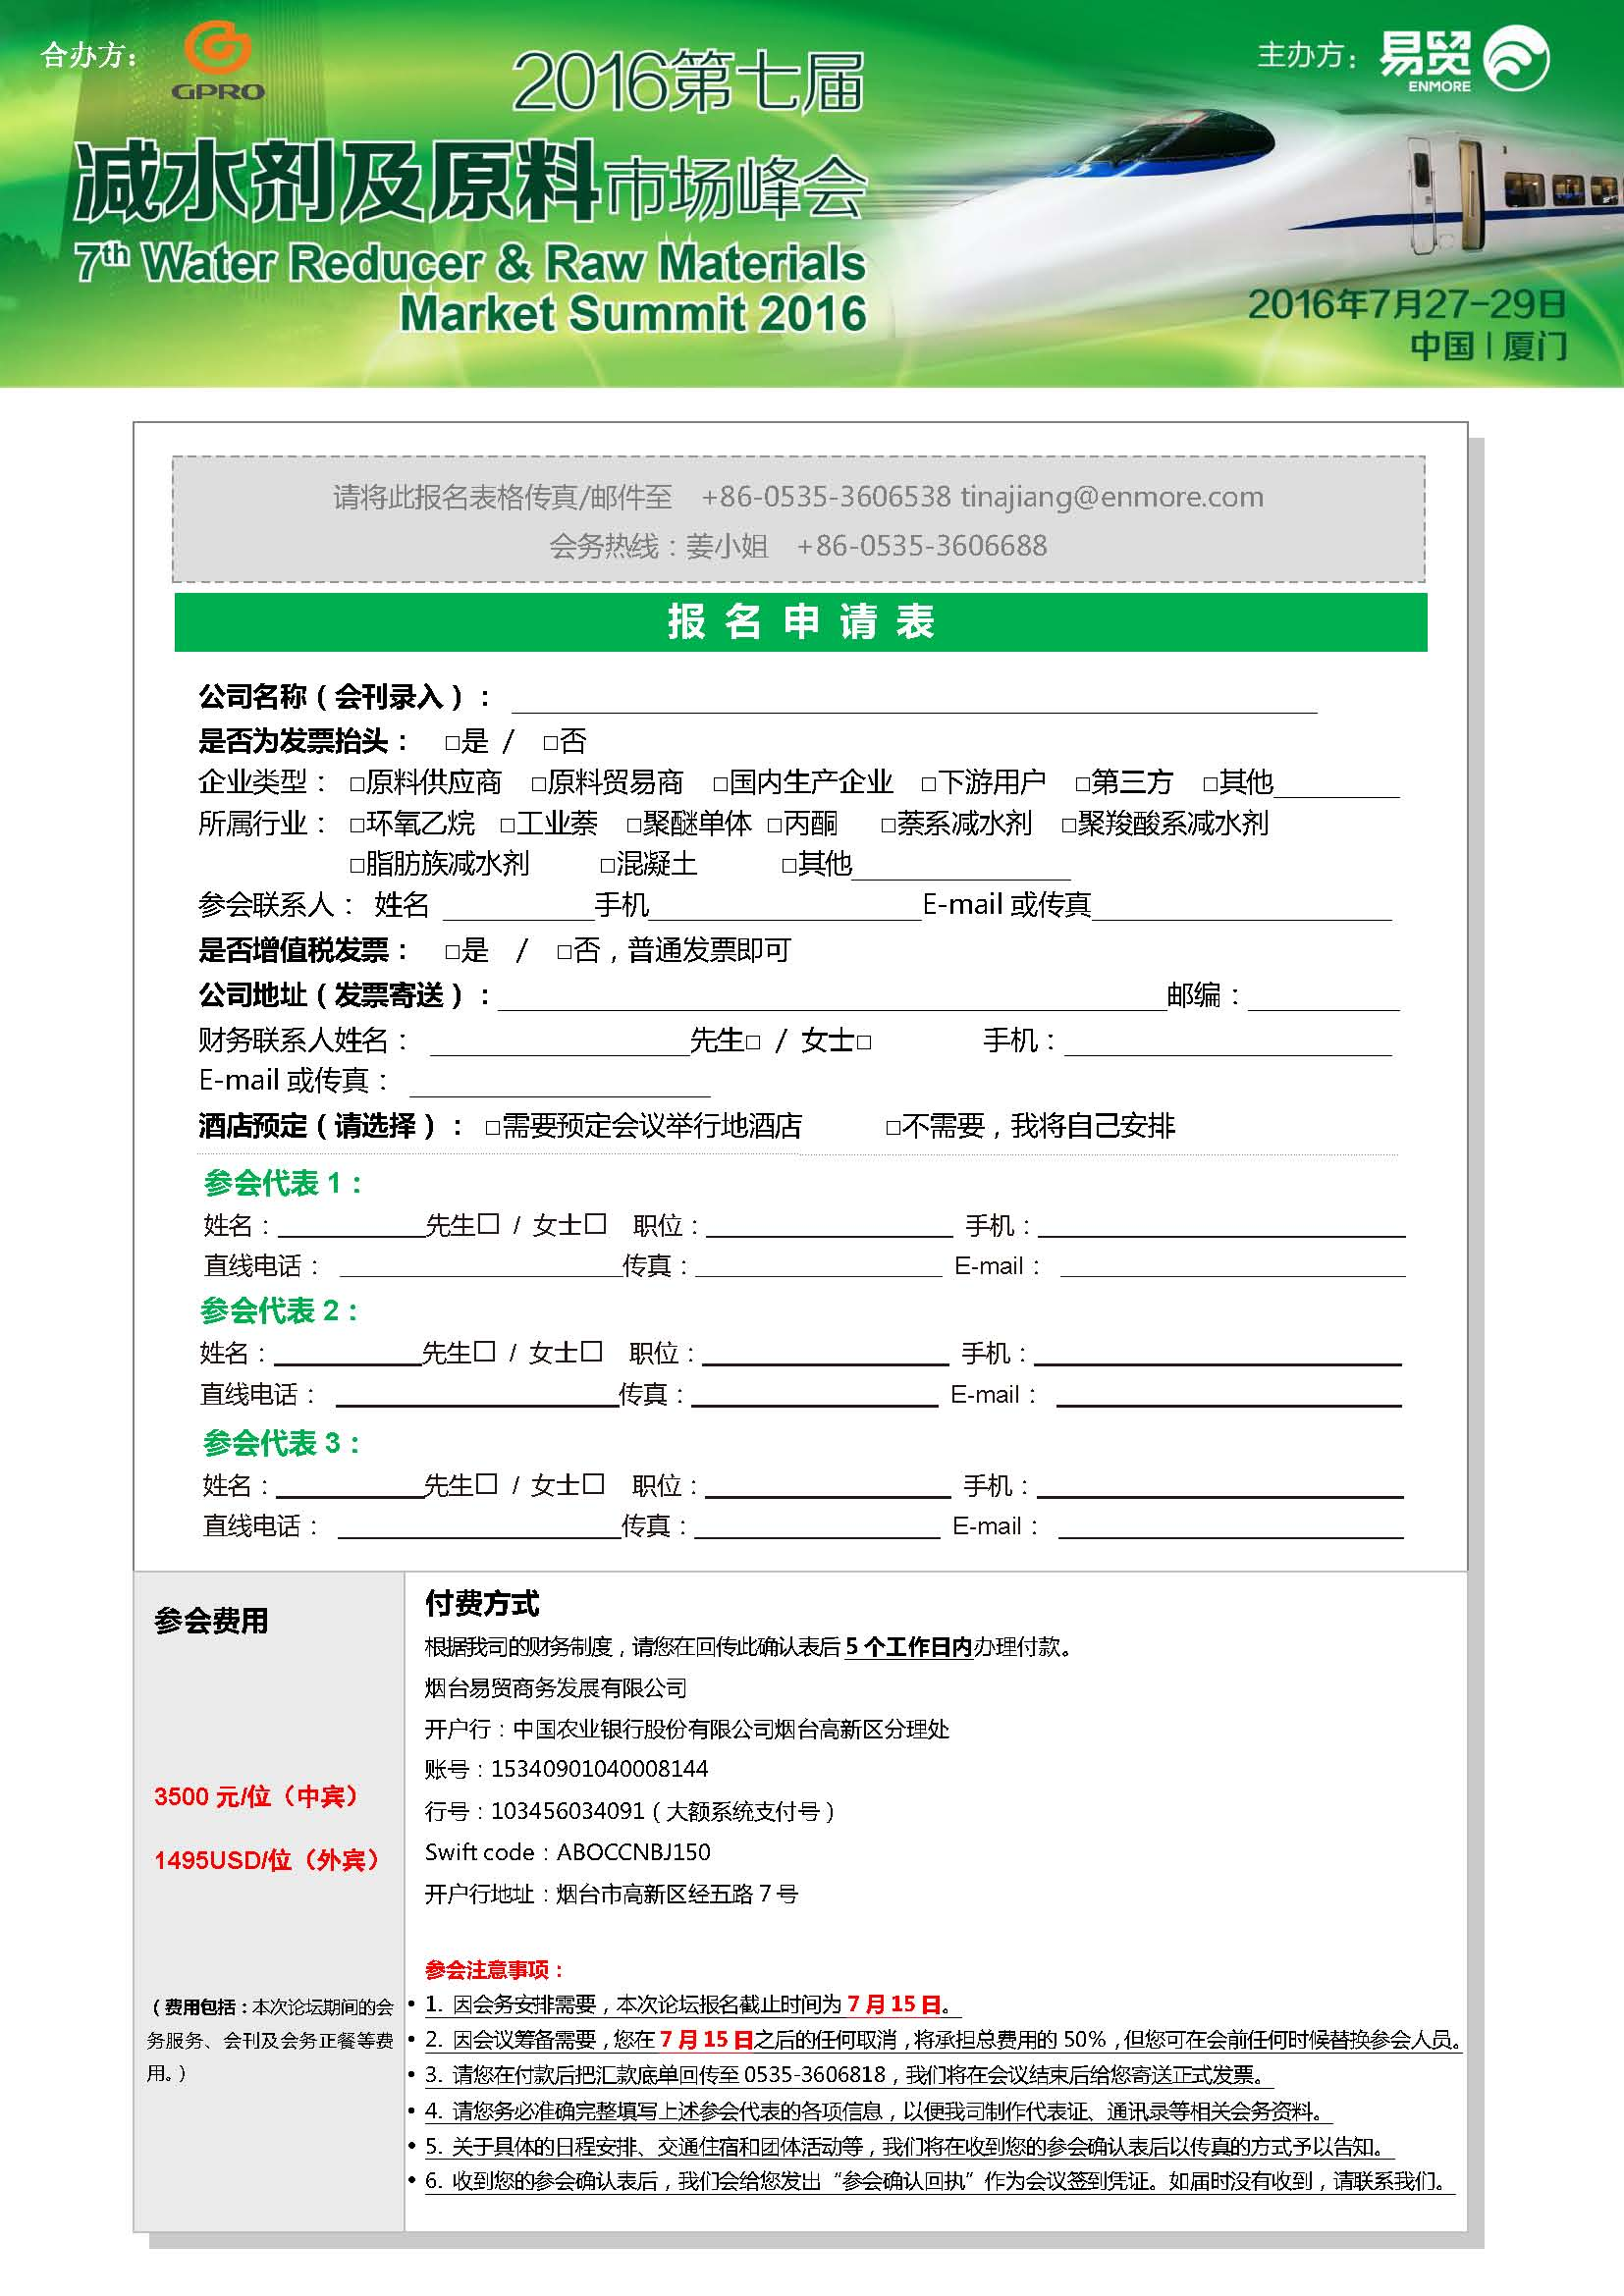 合办方：
GPRO
主办方：易贸
ENMORE
2016第七届
减水剂及原料市场峰会
7th Water Reducer & Raw Materials
Market Summit 2016
2016年7月27-29日
中国|厦门
请将此报名表格传真/邮件至 +86-0535-3606538 tinajiang@enmore.com
会务热线：姜小姐 +86-0535-3606688
报名申请表
公司名称（会刊录入）：
是否为发票抬头： □是 / □否
企业类型： □原料供应商 □原料贸易商 □国内生产企业 □下游用户 □第三方 □其他
所属行业： □环氧乙烷 □工业萘 □聚醚单体 □丙酮 □萘系减水剂 □聚羧酸系减水剂
□脂肪族减水剂 □混凝土 □其他
参会联系人： 姓名 手机 E-mail 或传真
是否增值税发票： □是 / □否，普通发票即可
公司地址（发票寄送）： 邮编：
财务联系人姓名： 先生□ / 女士□ 手机：
E-mail 或传真：
酒店预定（请选择）： □需要预定会议举行地酒店 □不需要，我将自己安排
参会代表 1：
姓名： 先生□ / 女士□ 职位： 手机：
直线电话： 传真： E-mail：
参会代表 2：
姓名： 先生□ / 女士□ 职位： 手机：
直线电话： 传真： E-mail：
参会代表 3：
姓名： 先生□ / 女士□ 职位： 手机：
直线电话： 传真： E-mail：
参会费用
3500 元/位（中宾）
1495USD/位（外宾）
（费用包括：本次论坛期间的会
务服务、会刊及会务正餐等费
用。）
付费方式
根据我司的财务制度，请您在回传此确认表后 5 个工作日内办理付款。
烟台易贸商务发展有限公司
开户行：中国农业银行股份有限公司烟台高新区分理处
账号：15340901040008144
行号：103456034091（大额系统支付号）
Swift code：ABOCCNBJ150
开户行地址：烟台市高新区经五路 7 号
参会注意事项：
• 1. 因会务安排需要，本次论坛报名截止时间为 7 月 15 日。
• 2. 因会议筹备需要，您在 7 月 15 日之后的任何取消，将承担总费用的 50%，但您可在会前任何时候替换参会人员。
• 3. 请您在付款后把汇款底单回传至 0535-3606818，我们将在会议结束后给您寄送正式发票。
• 4. 请您务必准确完整填写上述参会代表的各项信息，以便我司制作代表证、通讯录等相关会务资料。
• 5. 关于具体的日程安排、交通住宿和团体活动等，我们将在收到您的参会确认表后以传真的方式予以告知。
• 6. 收到您的参会确认表后，我们会给您发出“参会确认回执”作为会议签到凭证。如届时没有收到，请联系我们。